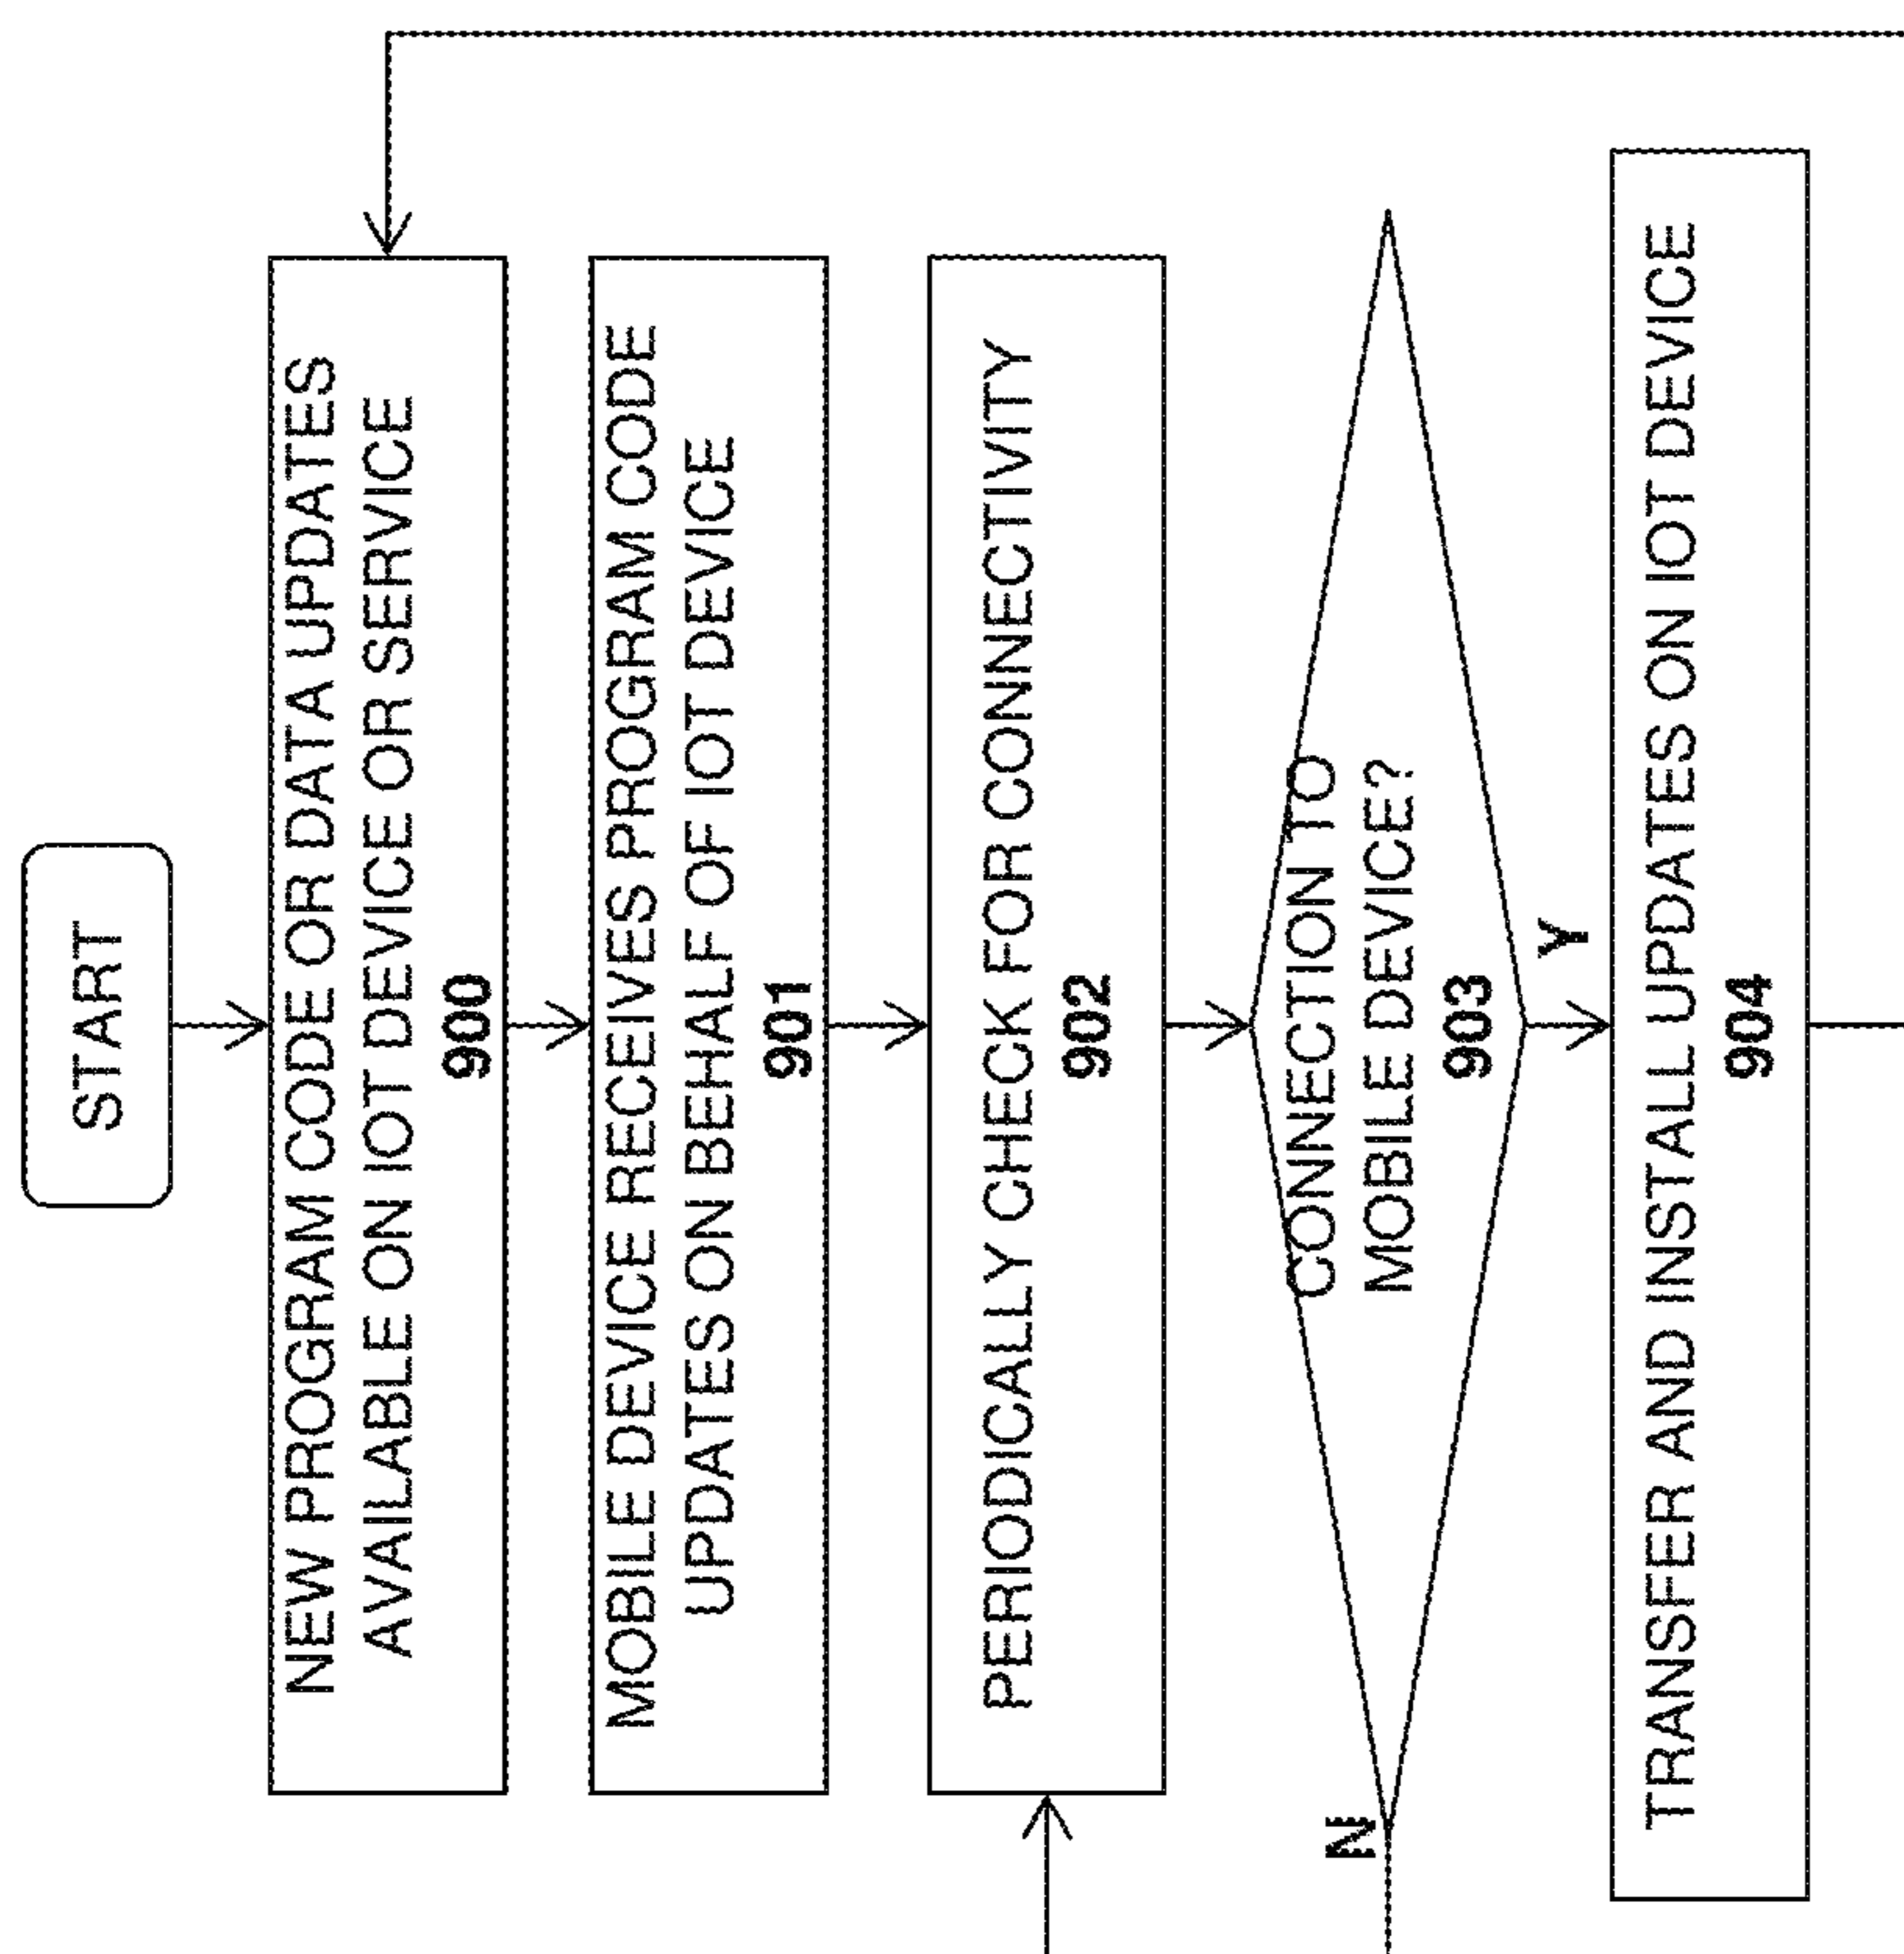 START
NEW PROGRAM CODE OR DATA UPDATES
AVAILABLE ON IOT DEVICE OR SERVICE
900
MOBILE DEVICE RECEIVES PROGRAM CODE
UPDATES ON BEHALF OF IOT DEVICE
901
PERIODICALLY CHECK FOR CONNECTIVITY
902
CONNECTION TO
MOBILE DEVICE?
903
N
Y
TRANSFER AND INSTALL UPDATES ON IOT DEVICE
904